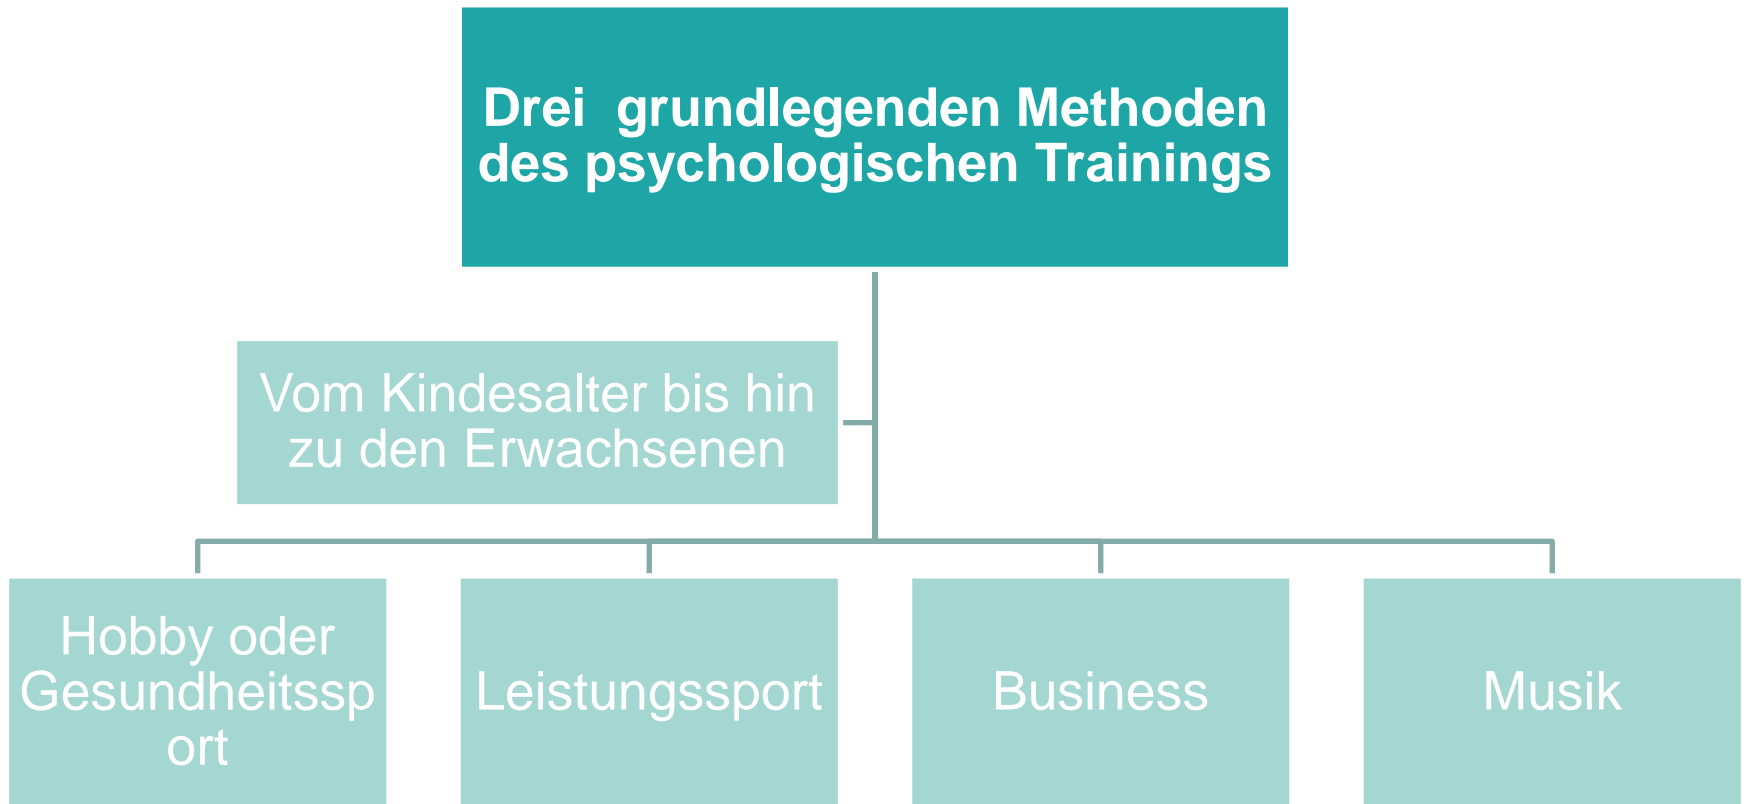 Drei  grundlegenden Methoden
des psychologischen Trainings
Vom Kindesalter bis hin
zu den Erwachsenen
Hobby oder
Gesundheitssp
ort
Leistungssport
Business
Musik